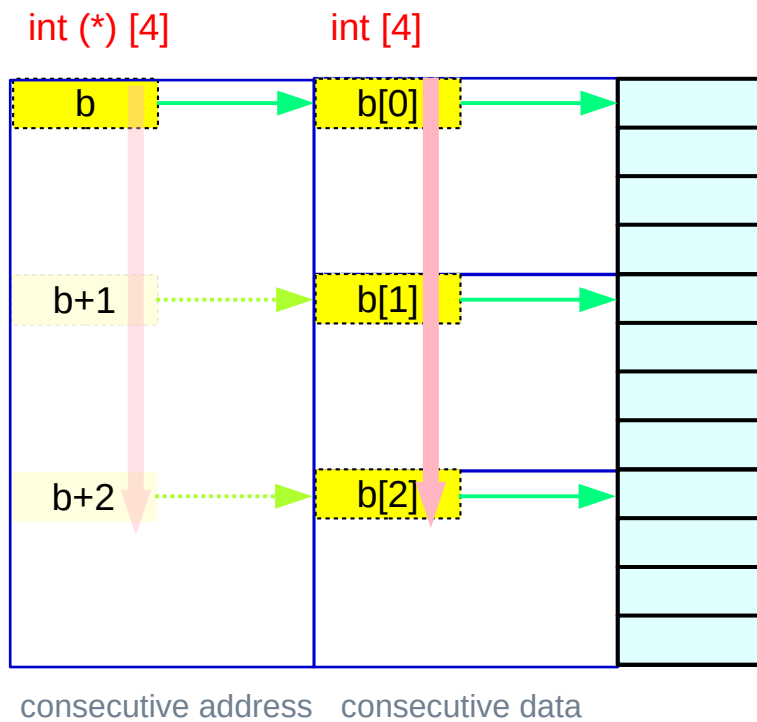 int (*) [4] int [4]
b b[0]
b+1 b[1]
b+2 b[2]
consecutive address consecutive data